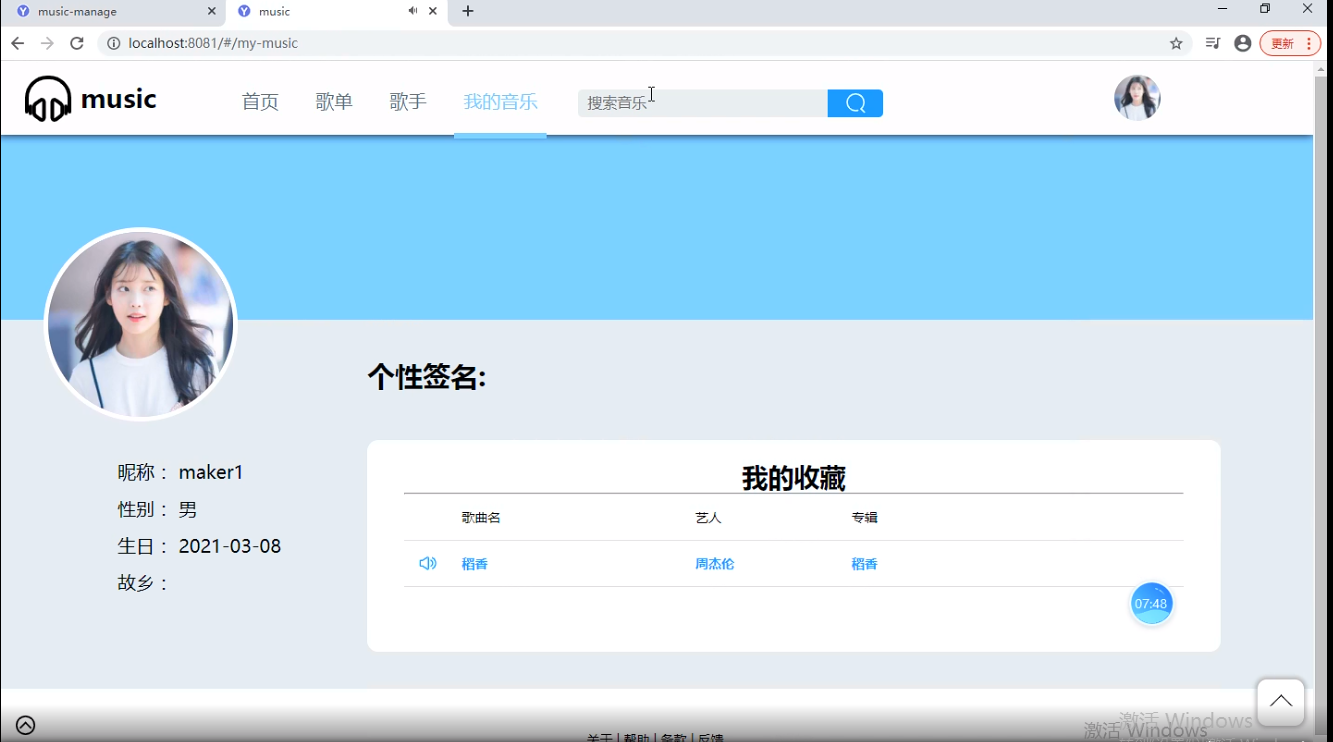 music-manage
music
localhost:8081/#/my-music
更新
music
首页
歌单
歌手
我的音乐
搜索音乐
个性签名:
昵称： maker1
性别： 男
生日： 2021-03-08
故乡：
我的收藏
歌曲名 艺人 专辑
稻香 周杰伦 稻香
07:48
激活 Windows
激活 Windows
关于 | 帮助 | 条款 | 反馈